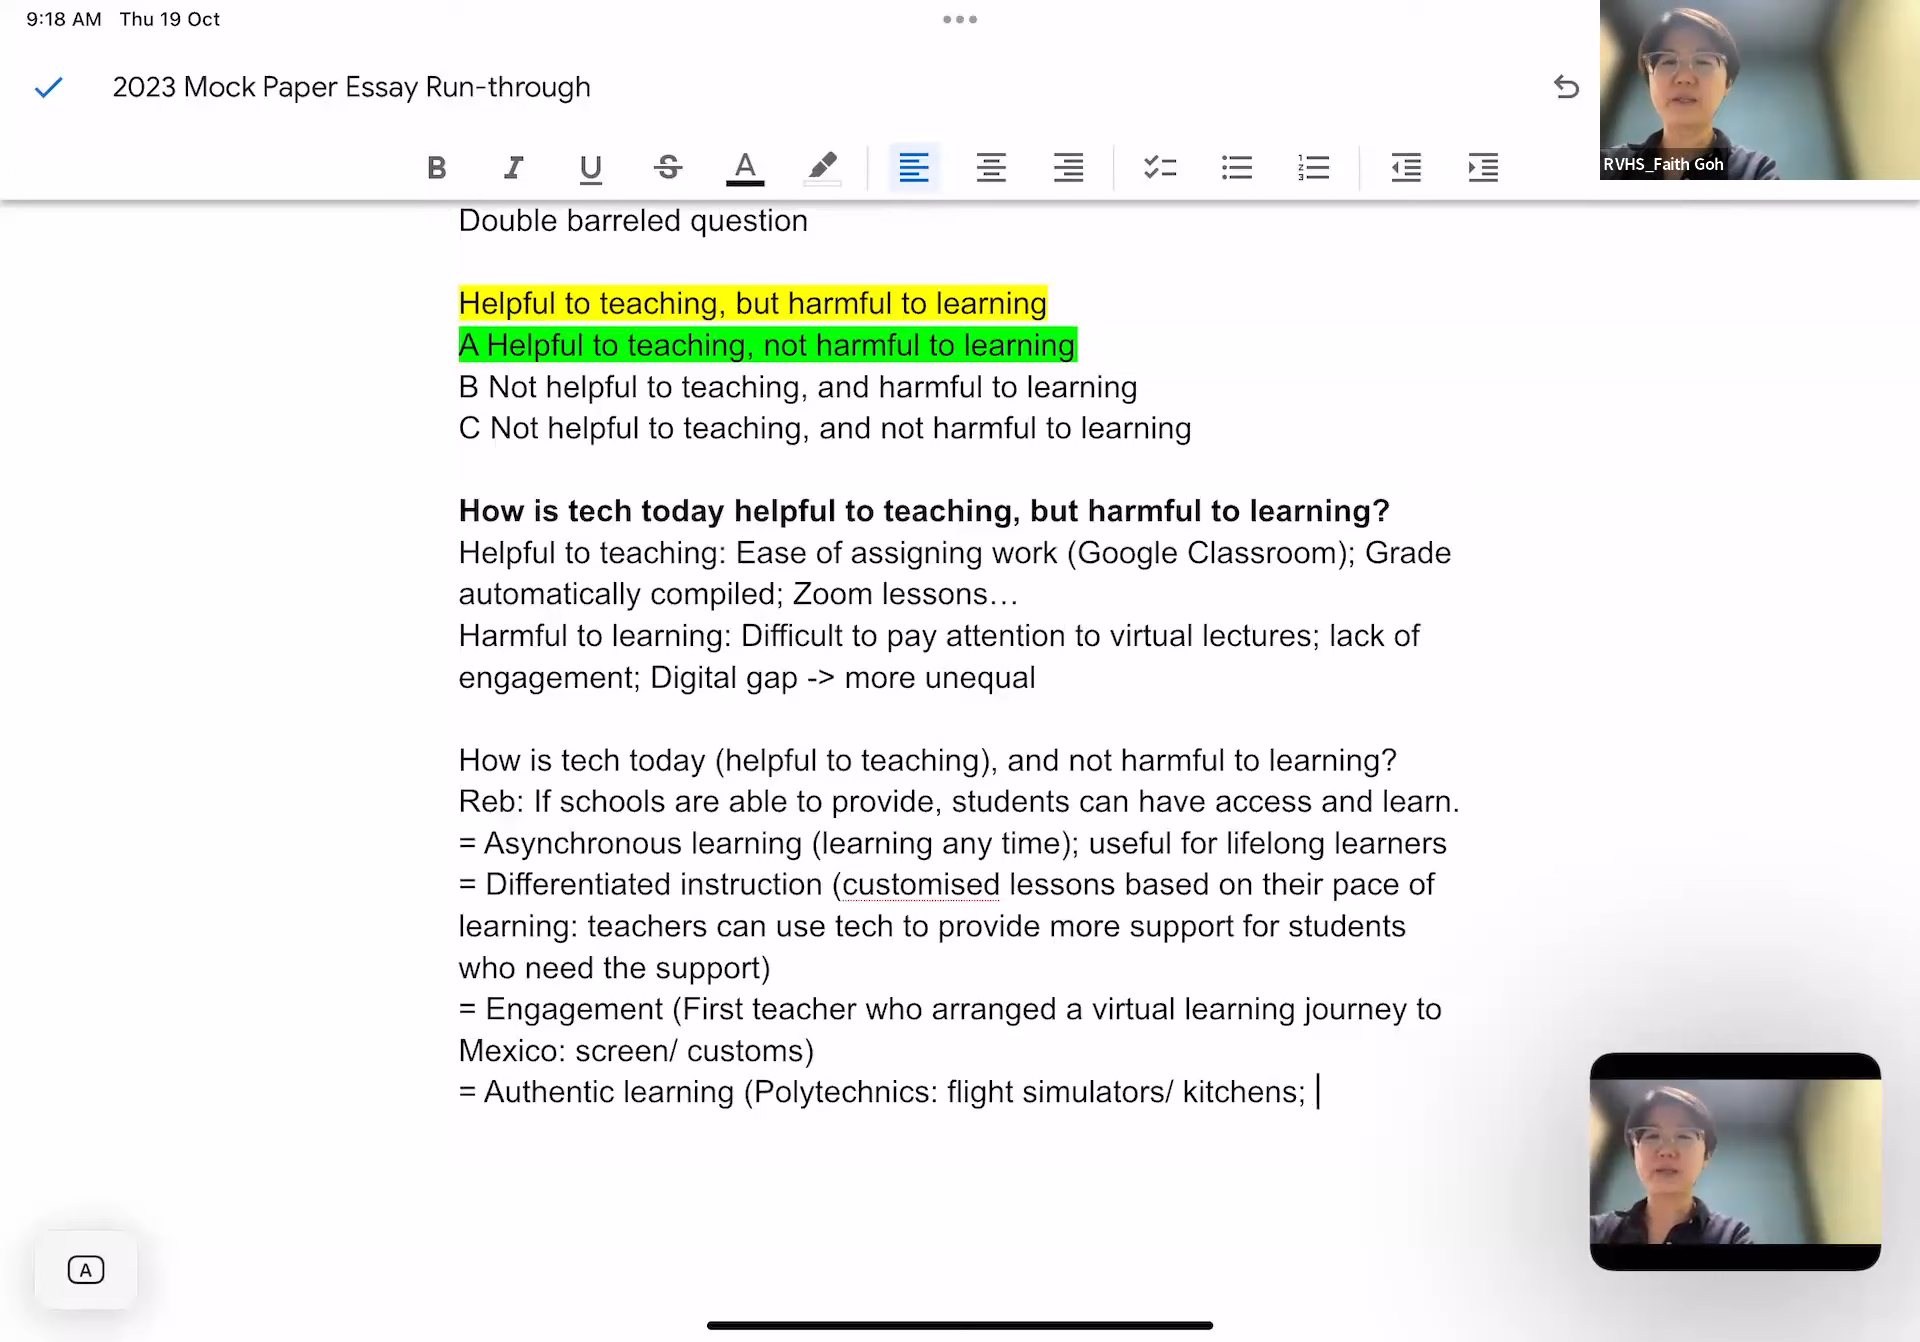 9:18 AM Thu 19 Oct
2023 Mock Paper Essay Run-through
B I U S A
RVHS_Faith Goh
Double barreled question
Helpful to teaching, but harmful to learning
A Helpful to teaching, not harmful to learning
B Not helpful to teaching, and harmful to learning
C Not helpful to teaching, and not harmful to learning
How is tech today helpful to teaching, but harmful to learning?
Helpful to teaching: Ease of assigning work (Google Classroom); Grade
automatically compiled; Zoom lessons…
Harmful to learning: Difficult to pay attention to virtual lectures; lack of
engagement; Digital gap -> more unequal
How is tech today (helpful to teaching), and not harmful to learning?
Reb: If schools are able to provide, students can have access and learn.
= Asynchronous learning (learning any time); useful for lifelong learners
= Differentiated instruction (customised lessons based on their pace of
learning: teachers can use tech to provide more support for students
who need the support)
= Engagement (First teacher who arranged a virtual learning journey to
Mexico: screen/ customs)
= Authentic learning (Polytechnics: flight simulators/ kitchens;
A